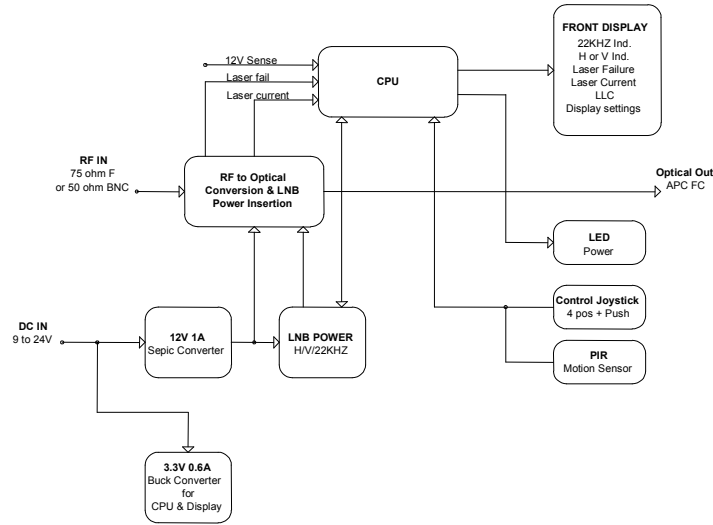 FRONT DISPLAY
22KHZ Ind.
H or V Ind.
Laser Failure
Laser Current
LLC
Display settings
12V Sense
Laser fail
Laser current
CPU
RF IN
75 ohm F
or 50 ohm BNC
RF to Optical
Conversion & LNB
Power Insertion
Optical Out
APC FC
LED
Power
Control Joystick
4 pos + Push
DC IN
9 to 24V
12V 1A
Sepic Converter
LNB POWER
H/V/22KHZ
PIR
Motion Sensor
3.3V 0.6A
Buck Converter
for
CPU & Display